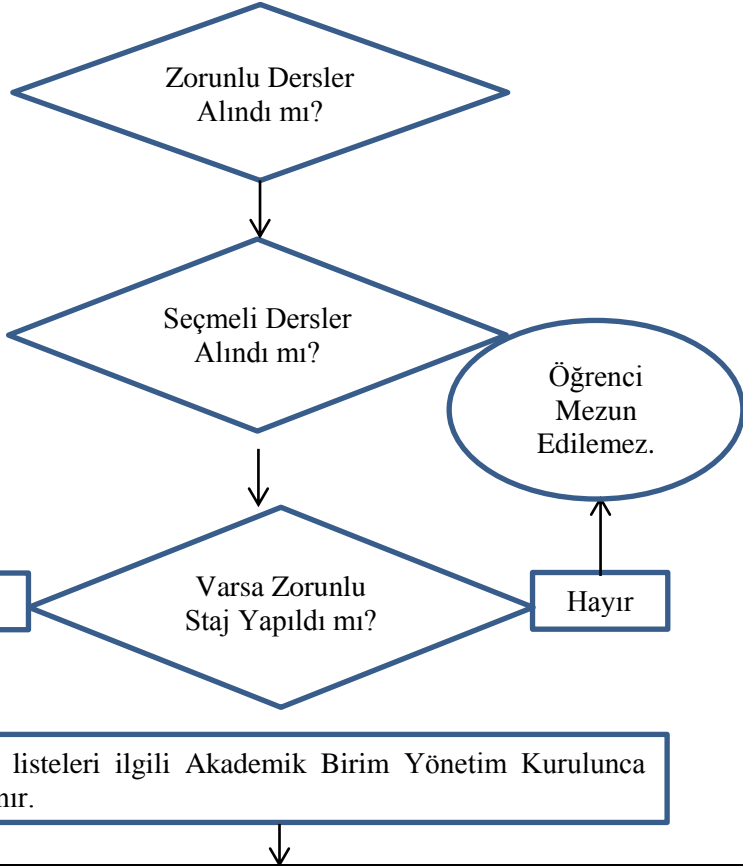 Zorunlu Dersler
Alındı mı?
Seçmeli Dersler
Alındı mı?
Öğrenci
Mezun
Edilemez.
Varsa Zorunlu
Staj Yapıldı mı?
Hayır
listeleri ilgili Akademik Birim Yönetim Kurulunca